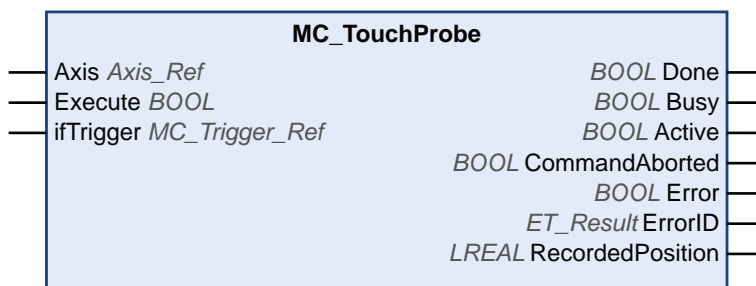 MC_TouchProbe
Axis Axis_Ref BOOL Done
Execute BOOL BOOL Busy
ifTrigger MC_Trigger_Ref BOOL Active
BOOL CommandAborted
BOOL Error
ET_Result ErrorID
LREAL RecordedPosition